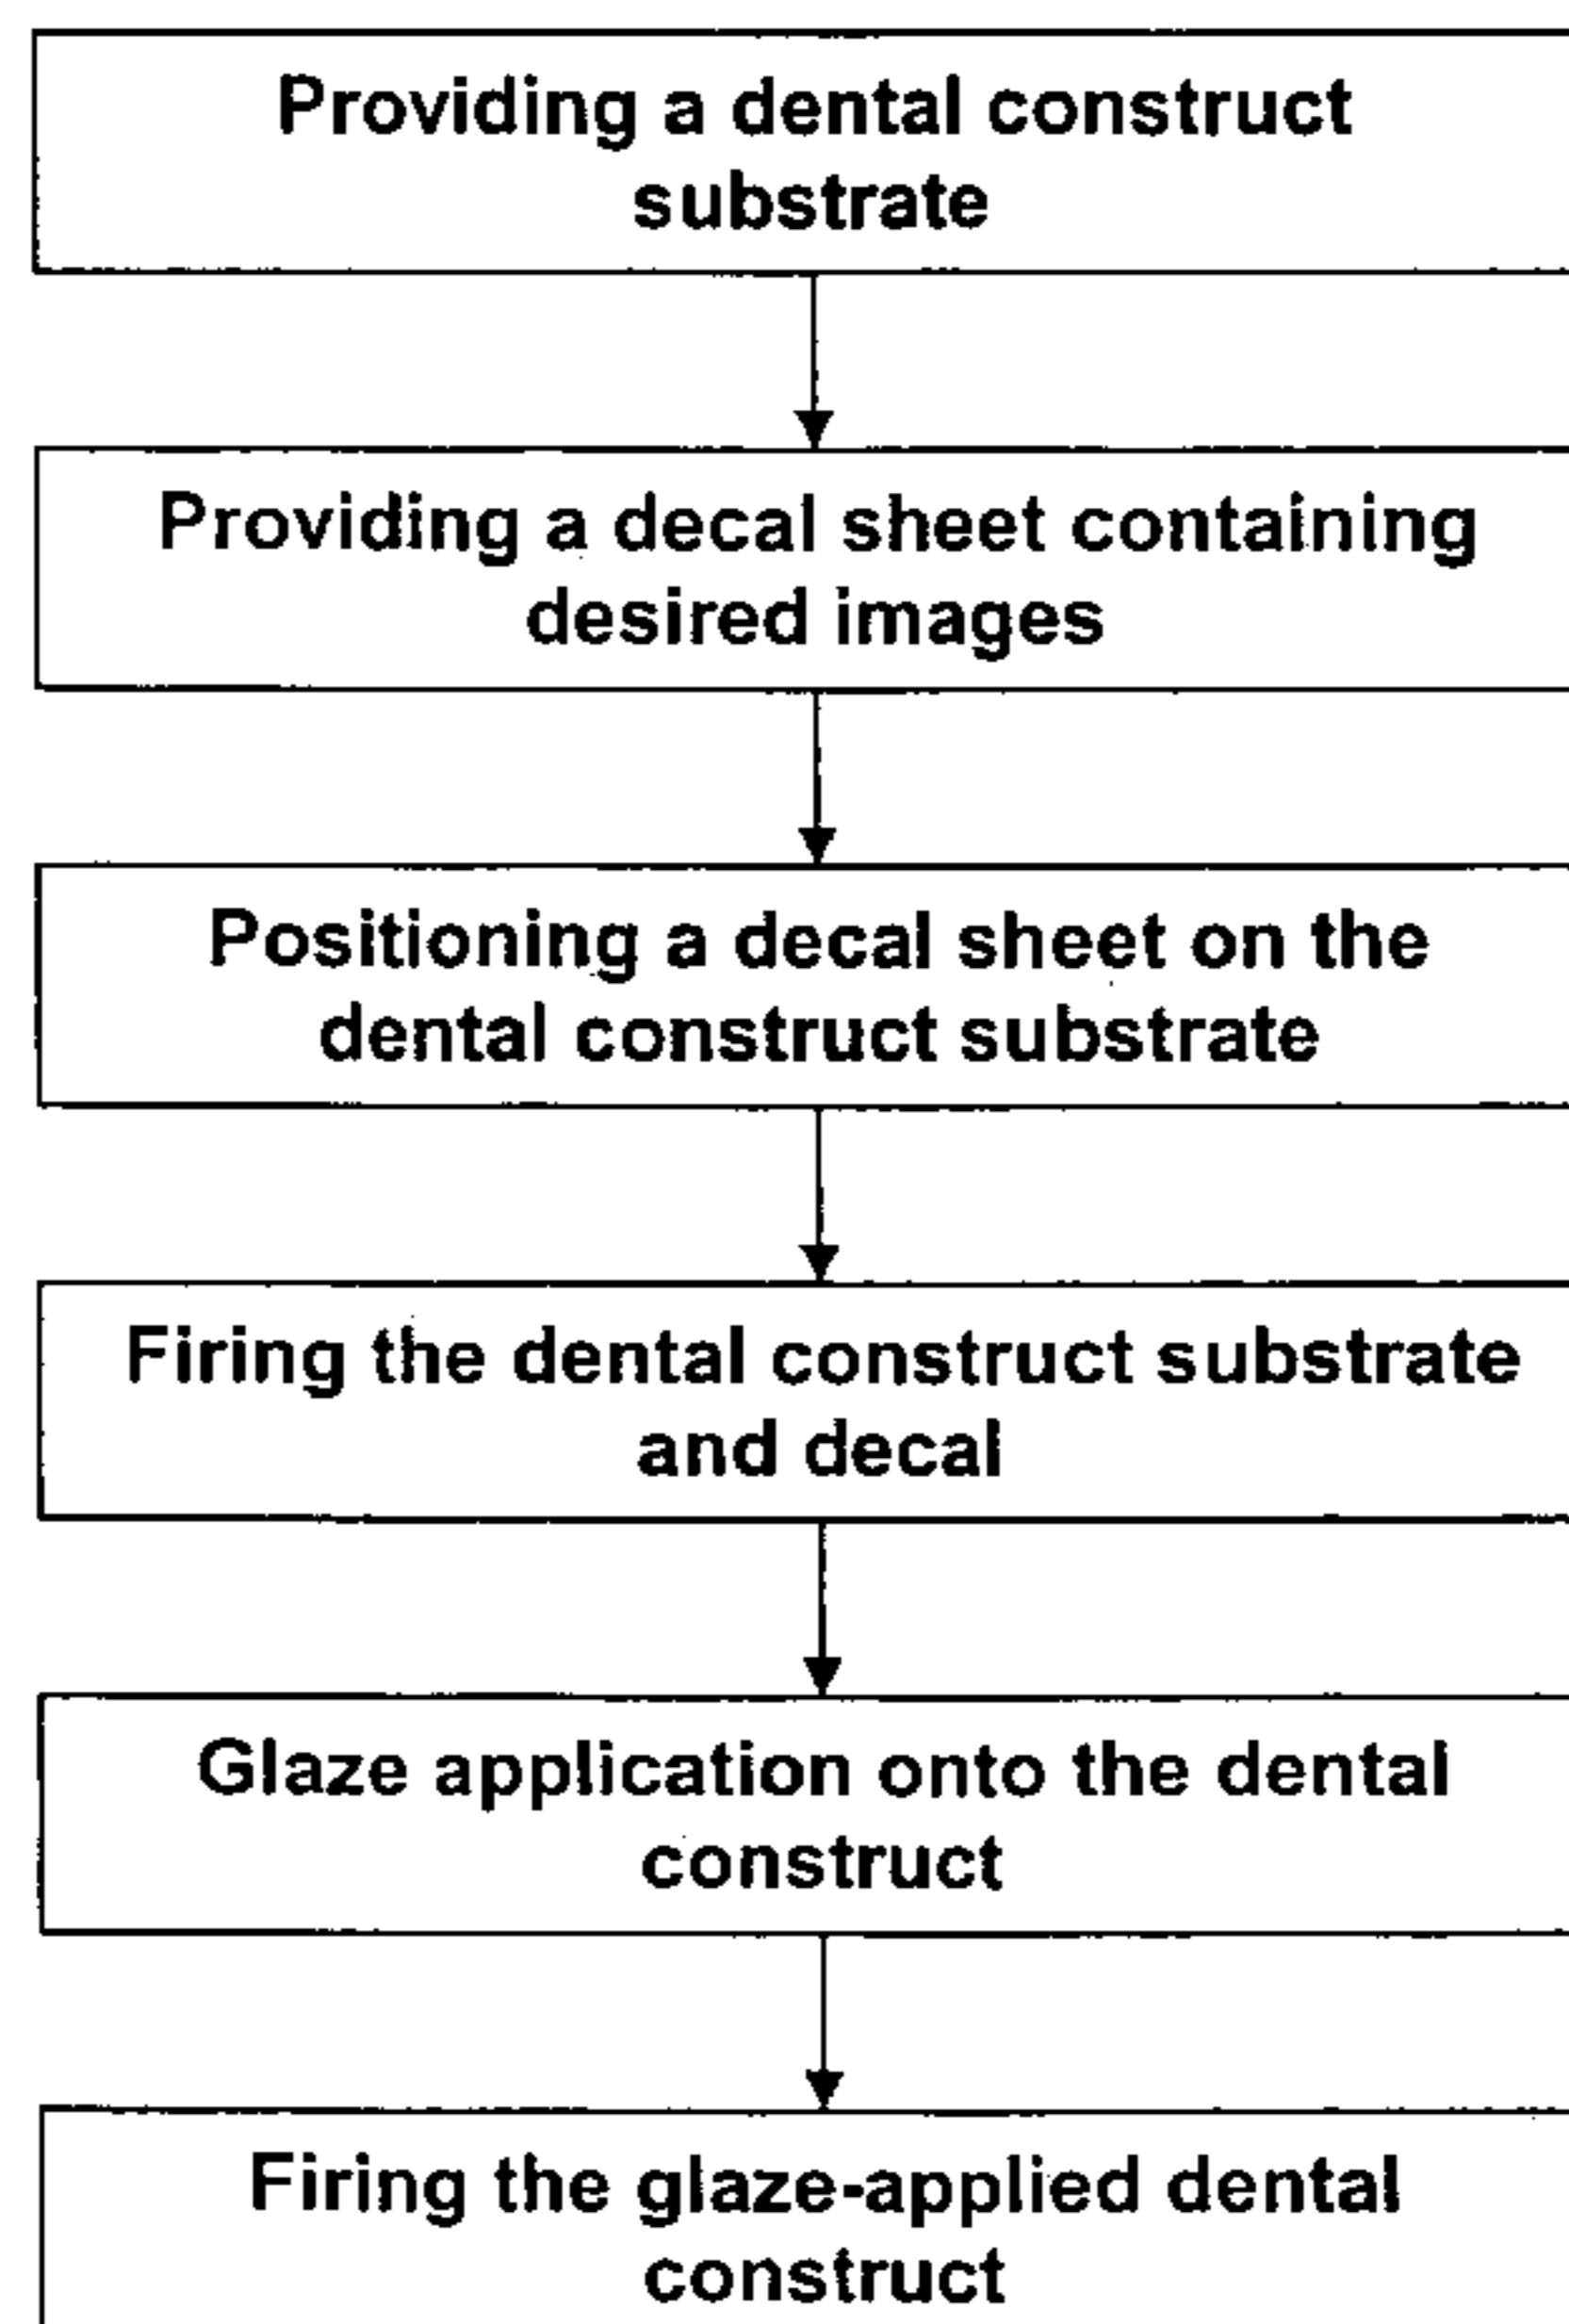 Providing a dental construct
substrate
Providing a decal sheet containing
desired images
Positioning a decal sheet on the
dental construct substrate
Firing the dental construct substrate
and decal
Glaze application onto the dental
construct
Firing the glaze-applied dental
construct